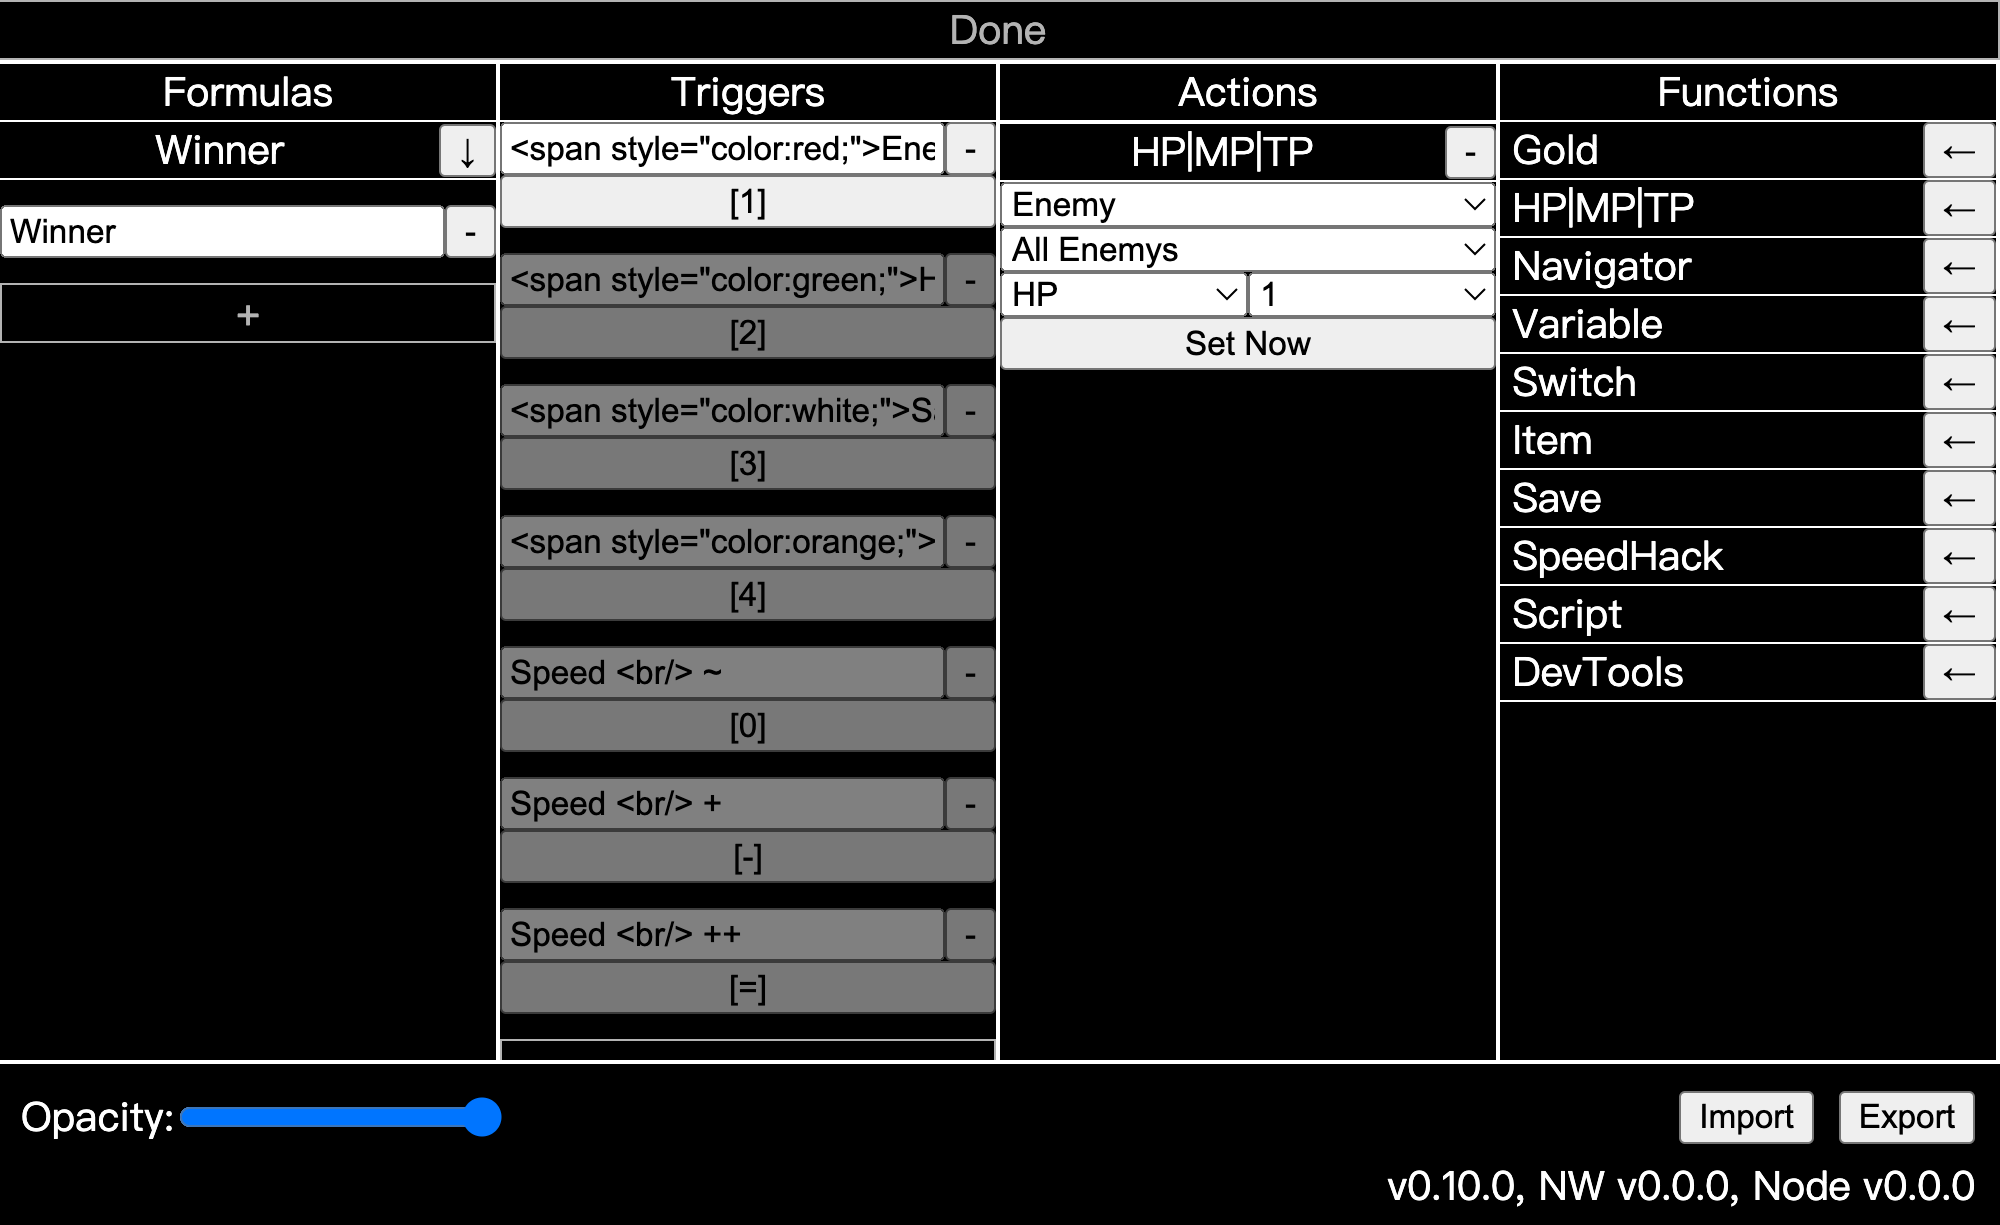 Done
Formulas
Winner ↓
Winner -
+
Triggers
<span style="color:red;">Ene -
[1]
<span style="color:green;">H -
[2]
<span style="color:white;">Sa -
[3]
<span style="color:orange;"> -
[4]
Speed <br/> ~ -
[0]
Speed <br/> + -
[-]
Speed <br/> ++ -
[=]
Actions
HP|MP|TP -
Enemy
All Enemys
HP 1
Set Now
Functions
Gold ←
HP|MP|TP ←
Navigator ←
Variable ←
Switch ←
Item ←
Save ←
SpeedHack ←
Script ←
DevTools ←
Opacity:
Import Export
v0.10.0, NW v0.0.0, Node v0.0.0